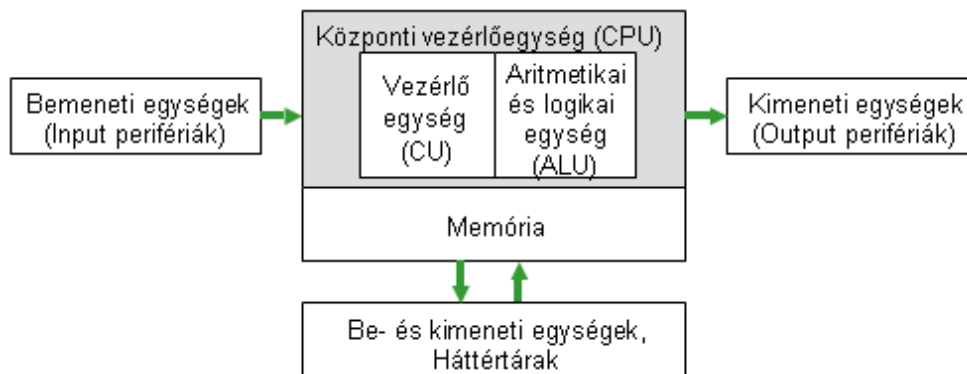 Központi vezérlőegység (CPU)
Bemeneti egységek
(Input perifériák)
Vezérlő
egység
(CU)
Aritmetikai
és logikai
egység
(ALU)
Kimeneti egységek
(Output perifériák)
Memória
Be- és kimeneti egységek,
Háttértárak